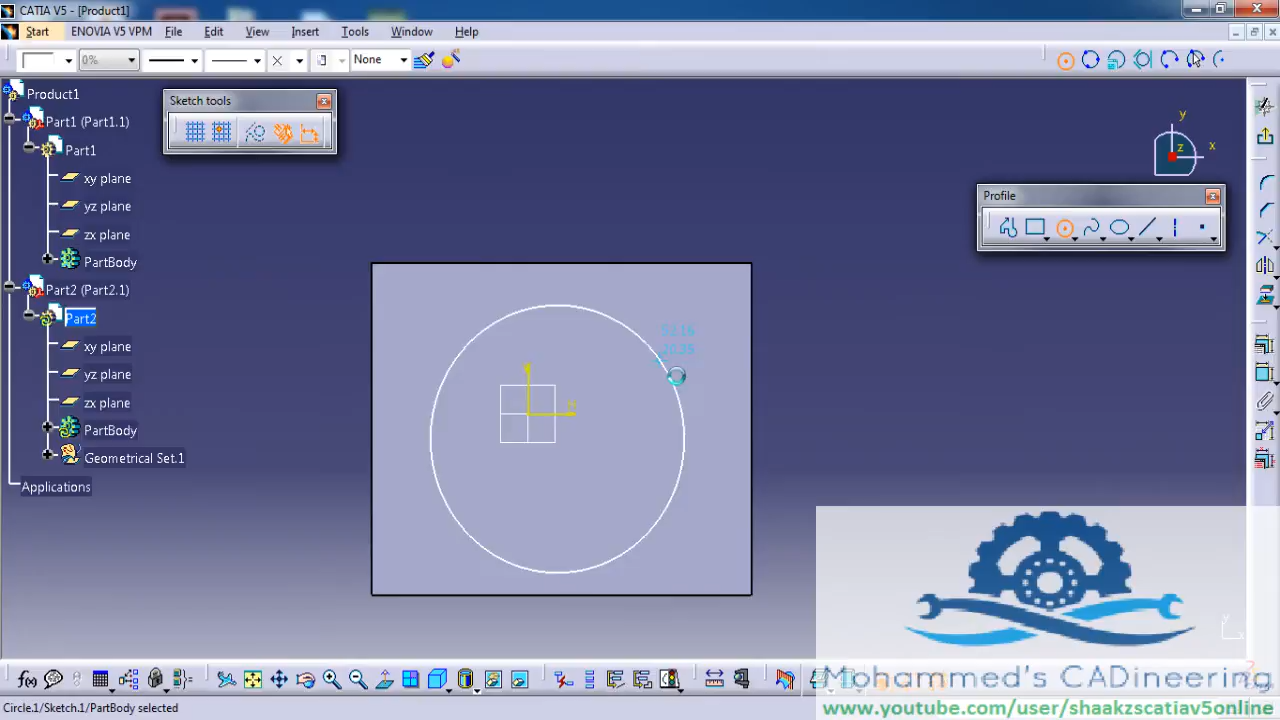 CATIA V5 - [Product1]
Start ENOVIA V5 VPM File Edit View Insert Tools Window Help
0% None
Product1
Part1 (Part1.1)
Part1
xy plane
yz plane
zx plane
PartBody
Part2 (Part2.1)
Part2
xy plane
yz plane
zx plane
PartBody
Geometrical Set.1
Applications
Sketch tools
y
x
z
Profile
f(x)
Mohammed's CADineering
www.youtube.com/user/shaakzscatiav5online
Circle.1/Sketch.1/PartBody selected